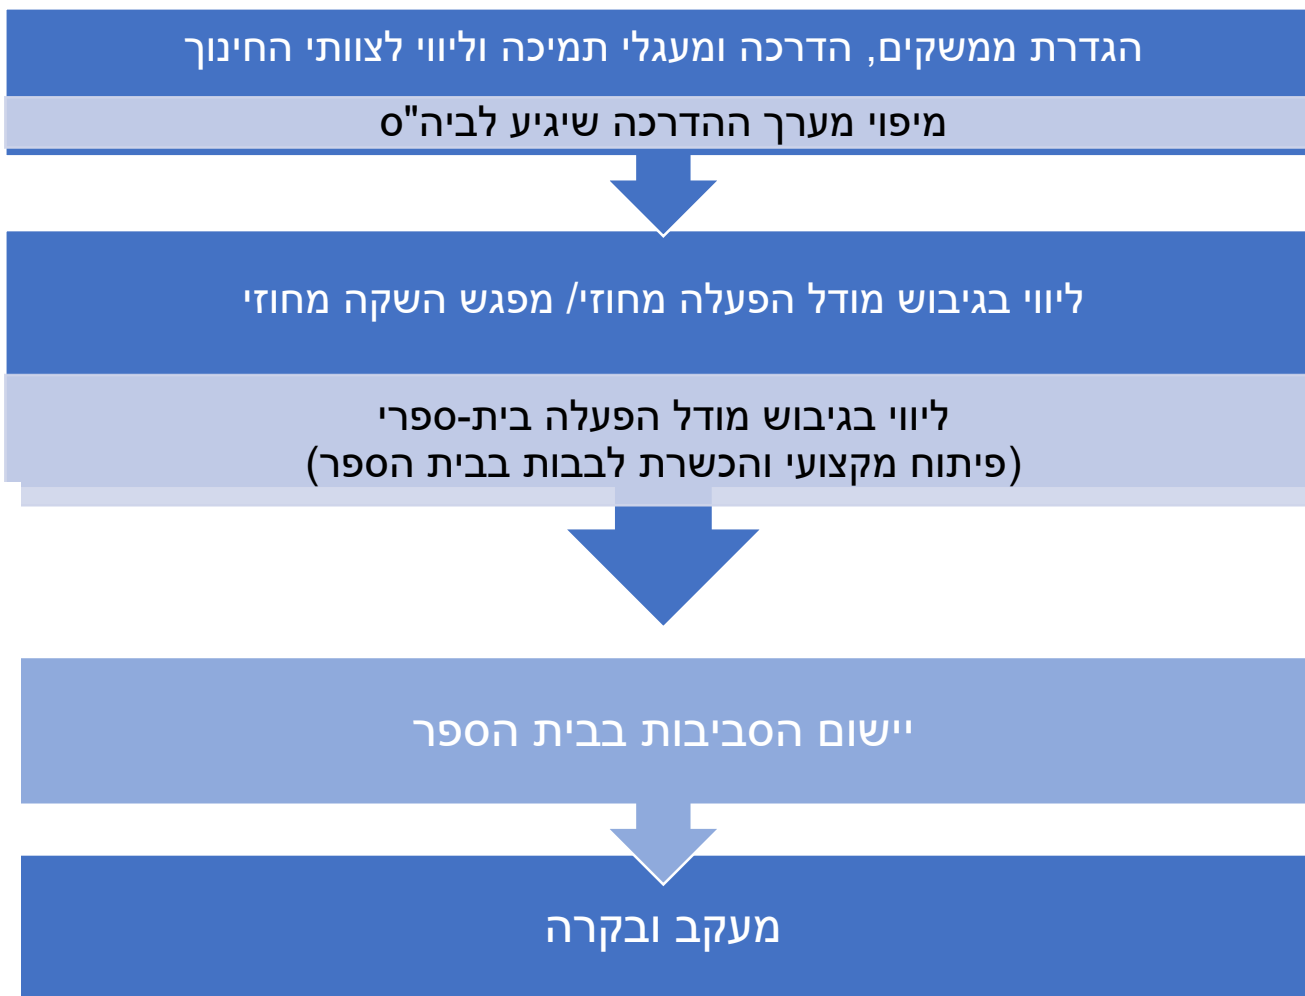 הגדרת ממשקים, הדרכה ומעגלי תמיכה וליווי לצוותי החינוך
מיפוי מערך ההדרכה שיגיע לביה"ס
ליווי בגיבוש מודל הפעלה מחוזי/ מפגש השקה מחוזי
ליווי בגיבוש מודל הפעלה בית-ספרי
(פיתוח מקצועי והכשרת לבבות בבית הספר)
יישום הסביבות בבית הספר
מעקב ובקרה